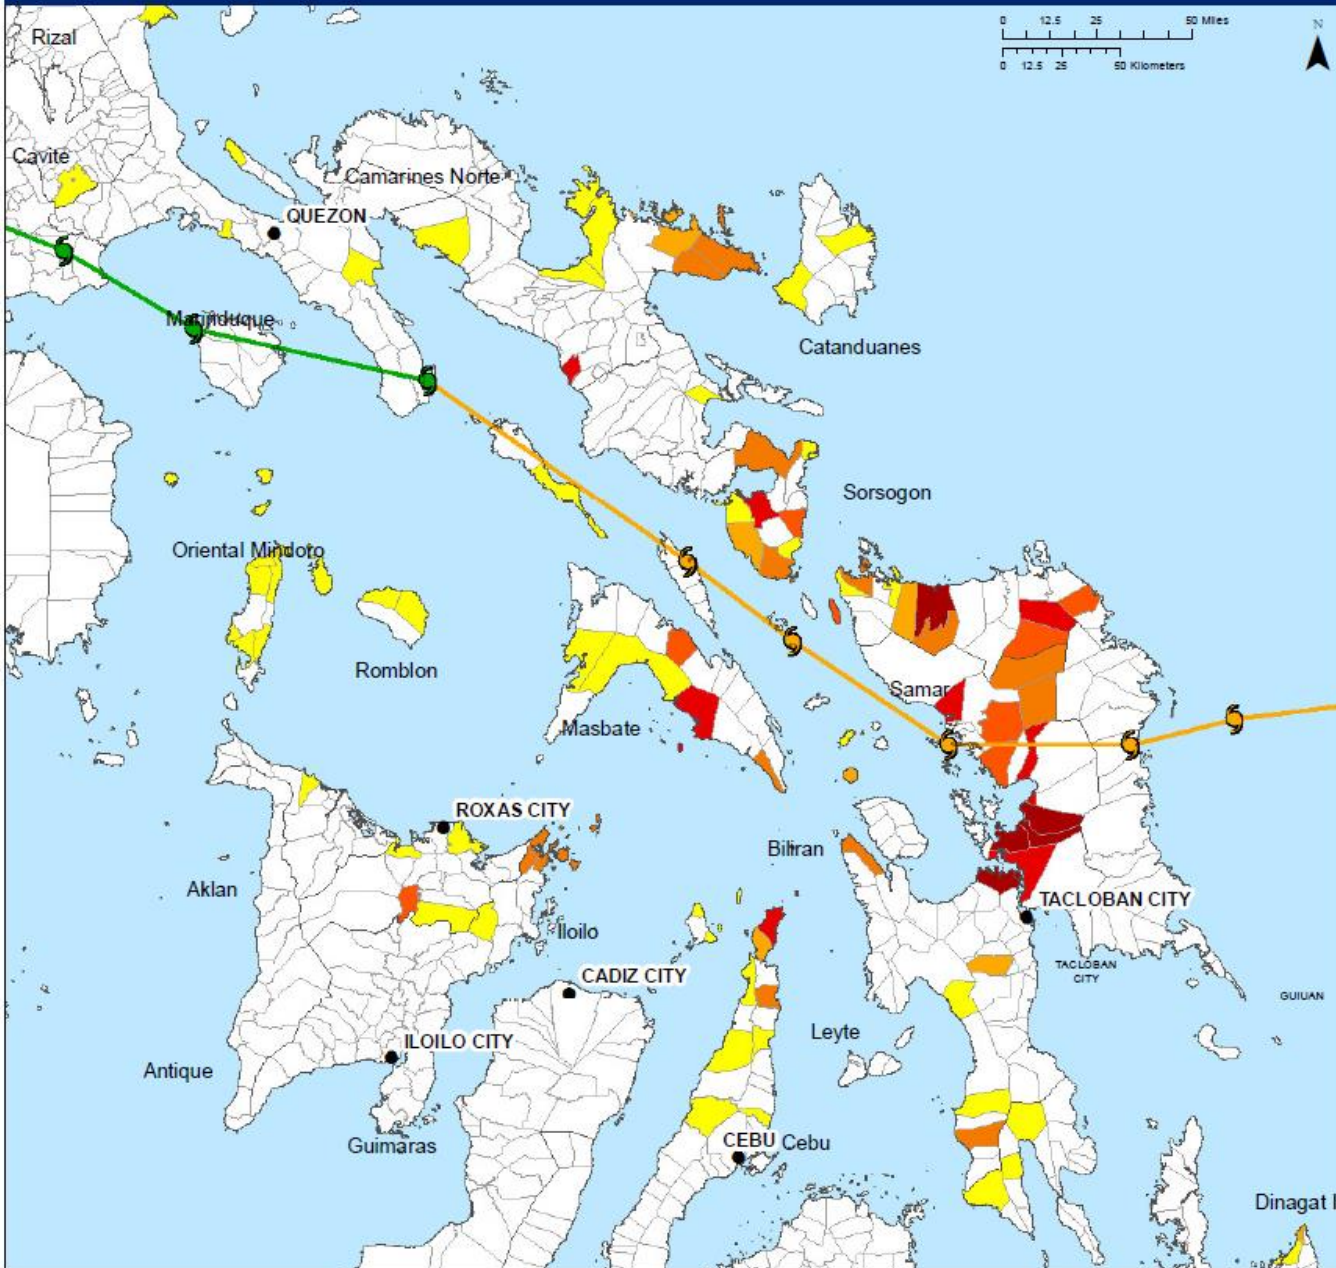 0 12.5 25 50 Miles
0 12.5 25 50 Kilometers
N
Rizal
Cavite
Camarines Norte
QUEZON
Marinduque
Catanduanes
Sorsogon
Oriental Mindoro
Romblon
Samar
Masbate
ROXAS CITY
Biliran
Aklan
TACLOBAN CITY
Iloilo
CADIZ CITY
TACLOBAN
CITY
GUIUAN
Leyte
ILOILO CITY
Antique
Guimaras
CEBU
Cebu
Dinagat I